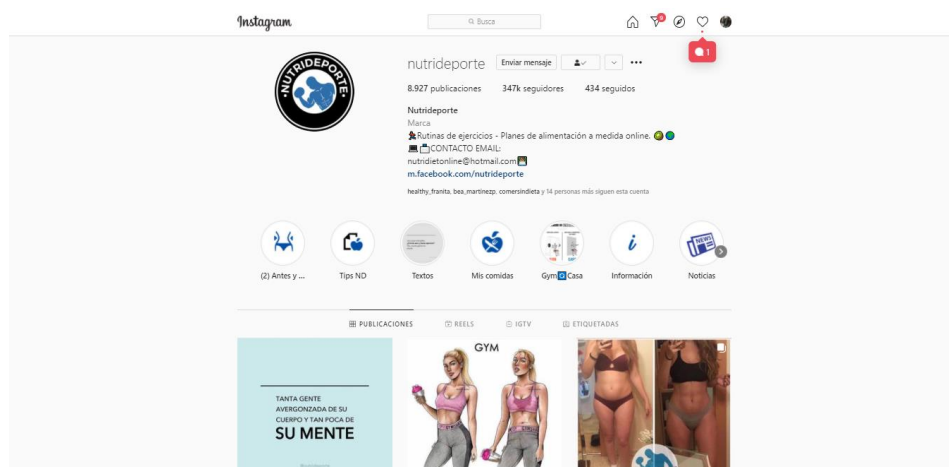 Instagram
Busca
6
1
NUTRIDEPORTE
nutrideporte
Enviar mensaje
8.927 publicaciones 347k seguidores 434 seguidos
Nutrideporte
Marca
Rutinas de ejercicios - Planes de alimentación a medida online.
CONTACTO EMAIL:
nutridietonline@hotmail.com
m.facebook.com/nutrideporte
healthy_franita, bea_martinezp, comersindieta y 14 personas más siguen esta cuenta
NEWS
(2) Antes y ... Tips ND Textos Mis comidas Gym Casa Información Noticias
PUBLICACIONES REELS IGTV ETIQUETADAS
TANTA GENTE
AVERGONZADA DE SU
CUERPO Y TAN POCA DE
SU MENTE
GYM